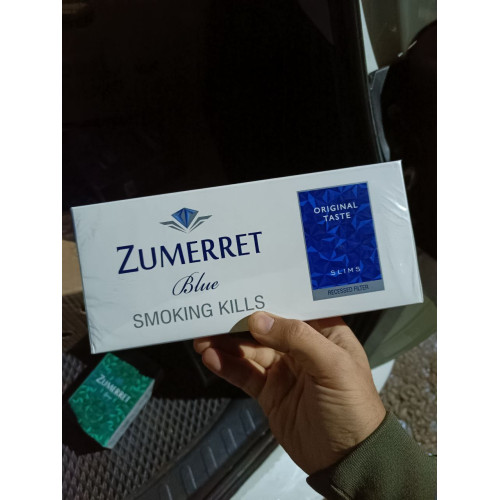 ZUMERRET
Blue
SMOKING KILLS
ORIGINAL
TASTE
SLIMS
RECESSED FILTER
ZUMERRET